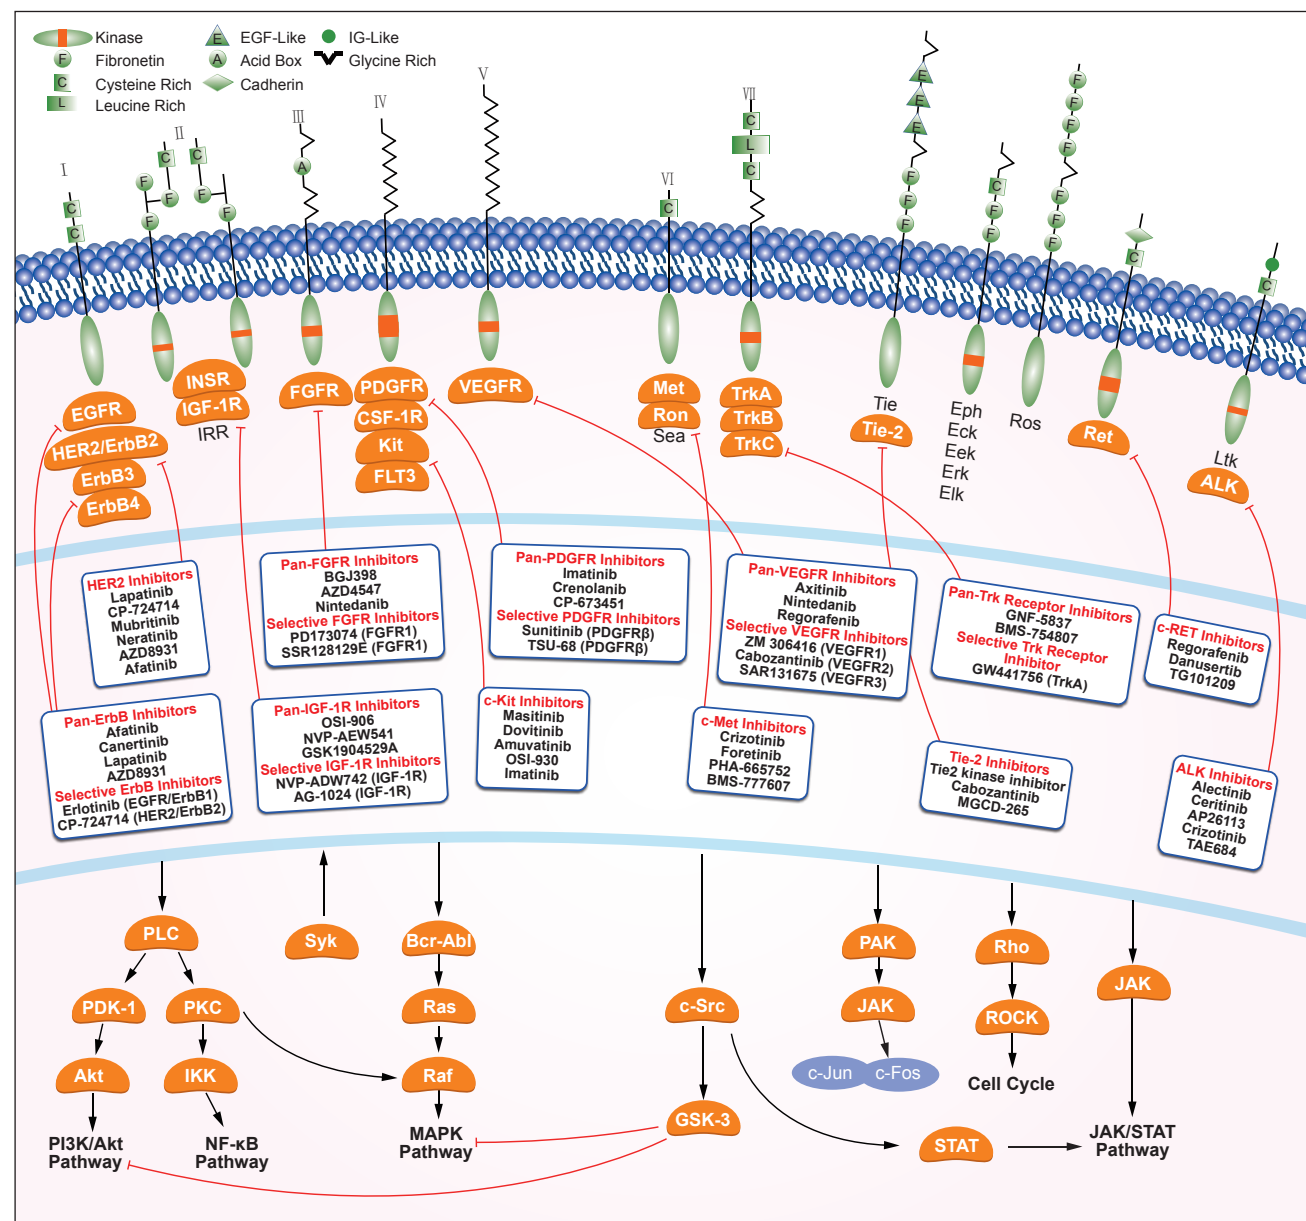 Kinase
Fibronetin
Cysteine Rich
Leucine Rich
EGF-Like
Acid Box
Cadherin
IG-Like
Glycine Rich
F
C
L
E
A
I
II
III
IV
V
VI
VII
C
C
F
F
C
F
C
F
F
A
C
C
L
C
E
E
E
F
F
F
C
F
F
F
F
F
F
F
F
F
C
C
EGFR
HER2/ErbB2
ErbB3
ErbB4
INSR
IGF-1R
IRR
FGFR
PDGFR
CSF-1R
Kit
FLT3
VEGFR
Met
Ron
Sea
TrkA
TrkB
TrkC
Tie
Tie-2
Eph
Eck
Eek
Erk
Elk
Ros
Ret
Ltk
ALK
HER2 Inhibitors
Lapatinib
CP-724714
Mubritinib
Neratinib
AZD8931
Afatinib
Pan-FGFR Inhibitors
BGJ398
AZD4547
Nintedanib
Selective FGFR Inhibitors
PD173074 (FGFR1)
SSR128129E (FGFR1)
Pan-PDGFR Inhibitors
Imatinib
Crenolanib
CP-673451
Selective PDGFR Inhibitors
Sunitinib (PDGFRβ)
TSU-68 (PDGFRβ)
Pan-VEGFR Inhibitors
Axitinib
Nintedanib
Regorafenib
Selective VEGFR Inhibitors
ZM 306416 (VEGFR1)
Cabozantinib (VEGFR2)
SAR131675 (VEGFR3)
Pan-Trk Receptor Inhibitors
GNF-5837
BMS-754807
Selective Trk Receptor
Inhibitor
GW441756 (TrkA)
c-RET Inhibitors
Regorafenib
Danusertib
TG101209
Pan-ErbB Inhibitors
Afatinib
Canertinib
Lapatinib
AZD8931
Selective ErbB Inhibitors
Erlotinib (EGFR/ErbB1)
CP-724714 (HER2/ErbB2)
Pan-IGF-1R Inhibitors
OSI-906
NVP-AEW541
GSK1904529A
Selective IGF-1R Inhibitors
NVP-ADW742 (IGF-1R)
AG-1024 (IGF-1R)
c-Kit Inhibitors
Masitinib
Dovitinib
Amuvatinib
OSI-930
Imatinib
c-Met Inhibitors
Crizotinib
Foretinib
PHA-665752
BMS-777607
Tie-2 Inhibitors
Tie2 kinase inhibitor
Cabozantinib
MGCD-265
ALK Inhibitors
Alectinib
Ceritinib
AP26113
Crizotinib
TAE684
PLC
PDK-1
PKC
Akt
IKK
PI3K/Akt
Pathway
NF-κB
Pathway
Syk
Bcr-Abl
Ras
Raf
MAPK
Pathway
c-Src
GSK-3
PAK
JAK
c-Jun
c-Fos
Rho
ROCK
Cell Cycle
STAT
JAK
JAK/STAT
Pathway